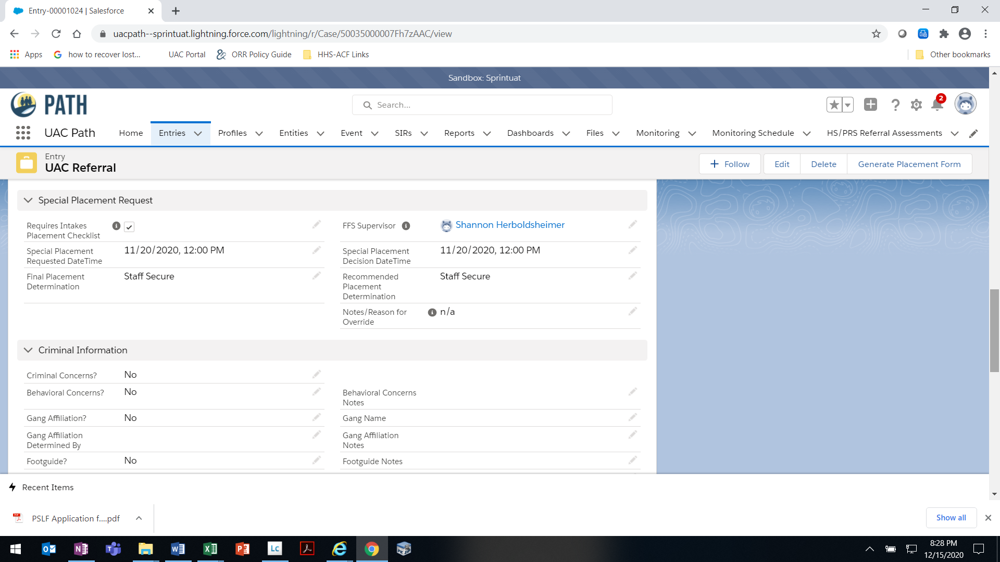 Entry-00001024 | Salesforce
uacpath--sprintuat.lightning.force.com/lightning/r/Case/50035000007Fh7zAAC/view
Apps how to recover lost... UAC Portal ORR Policy Guide HHS-ACF Links Other bookmarks
Sandbox: Sprintuat
PATH Search... 2
UAC Path Home Entries Profiles Entities Event SIRs Reports Dashboards Files Monitoring Monitoring Schedule HS/PRS Referral Assessments
Entry
UAC Referral
Follow Edit Delete Generate Placement Form
Special Placement Request
Requires Intakes
Placement Checklist
FFS Supervisor Shannon Herboldsheimer
Special Placement
Requested DateTime
11/20/2020, 12:00 PM
Special Placement
Decision DateTime
11/20/2020, 12:00 PM
Final Placement
Determination
Staff Secure
Recommended
Placement
Determination
Staff Secure
Notes/Reason for
Override
n/a
Criminal Information
Criminal Concerns? No
Behavioral Concerns? No
Behavioral Concerns
Notes
Gang Affiliation? No
Gang Name
Gang Affiliation
Determined By
Gang Affiliation
Notes
Footguide? No
Footguide Notes
Recent Items
PSLF Application f....pdf Show all
8:28 PM
12/15/2020